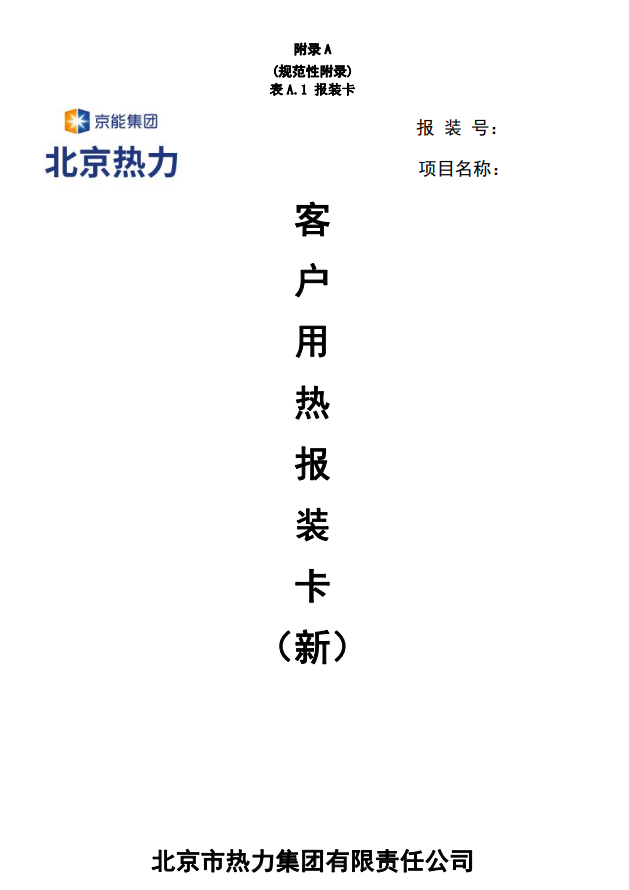 附录 A
(规范性附录)
表 A.1 报装卡
京能集团
北京热力
报 装 号：
项目名称：
客
户
用
热
报
装
卡
（新）
北京市热力集团有限责任公司